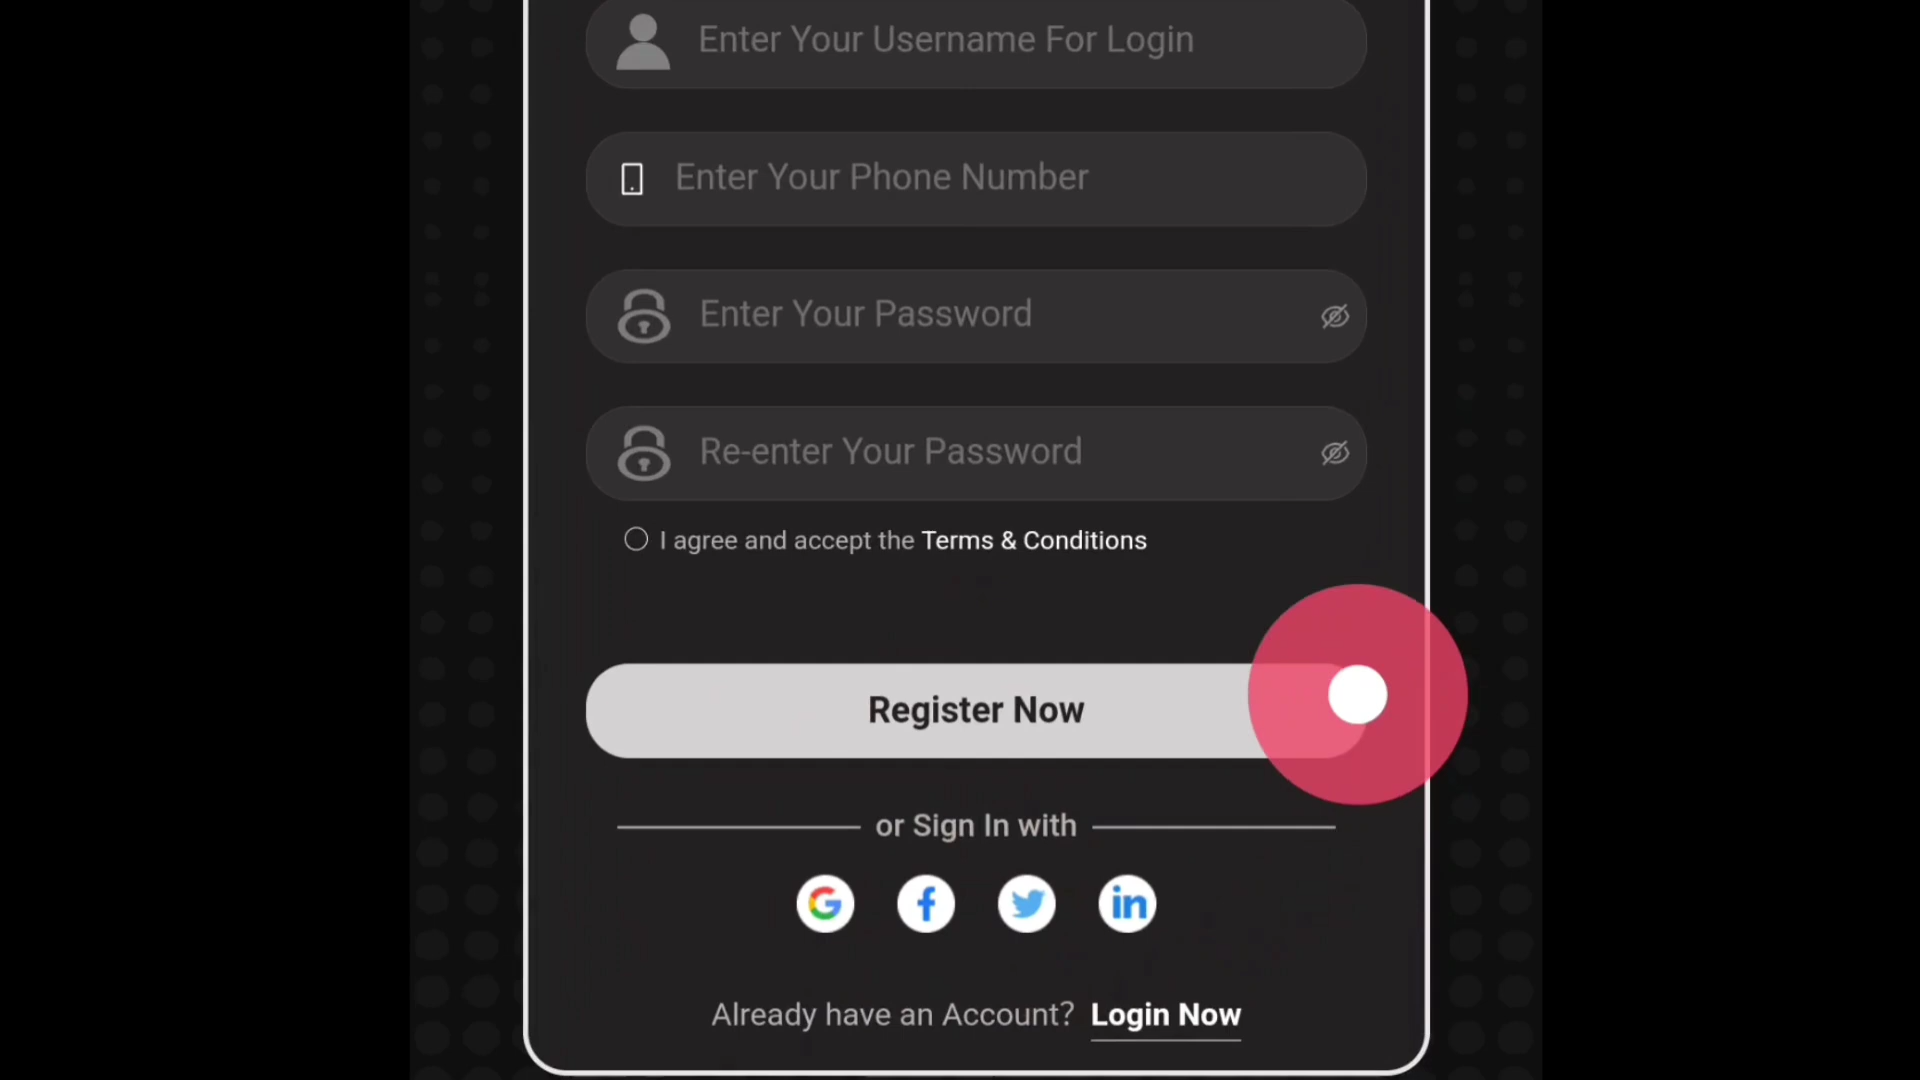 Enter Your Username For Login
Enter Your Phone Number
Enter Your Password
Re-enter Your Password
I agree and accept the Terms & Conditions
Register Now
or Sign In with
G f in
Already have an Account? Login Now